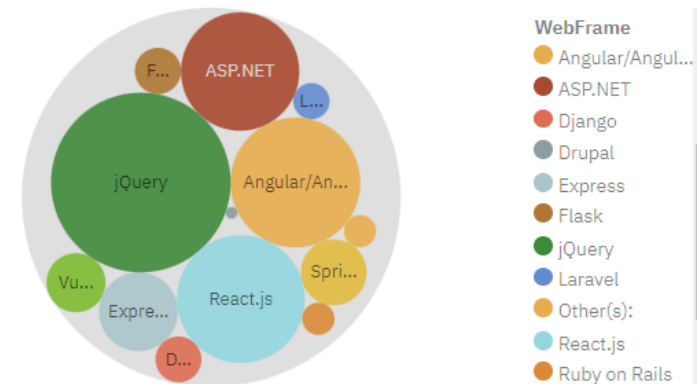 F...
ASP.NET
L...
jQuery
Angular/An...
Vu...
Spri...
Expre...
React.js
D...
WebFrame
Angular/Angul...
ASP.NET
Django
Drupal
Express
Flask
jQuery
Laravel
Other(s):
React.js
Ruby on Rails